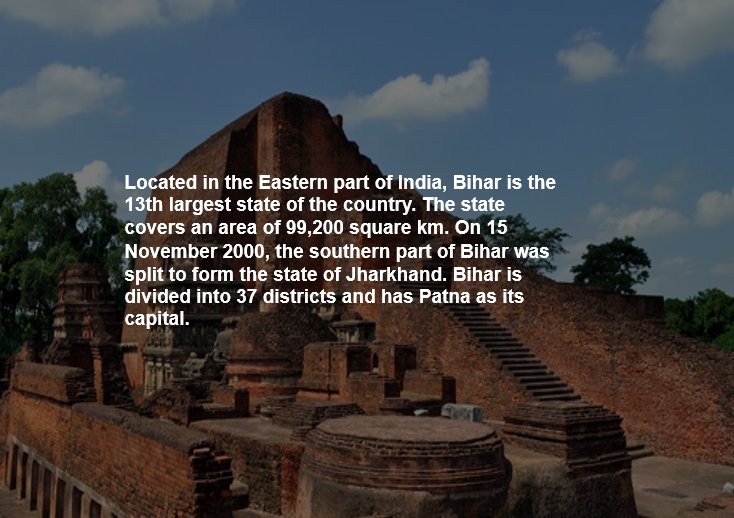 Located in the Eastern part of India, Bihar is the
13th largest state of the country. The state
covers an area of 99,200 square km. On 15
November 2000, the southern part of Bihar was
split to form the state of Jharkhand. Bihar is
divided into 37 districts and has Patna as its
capital.